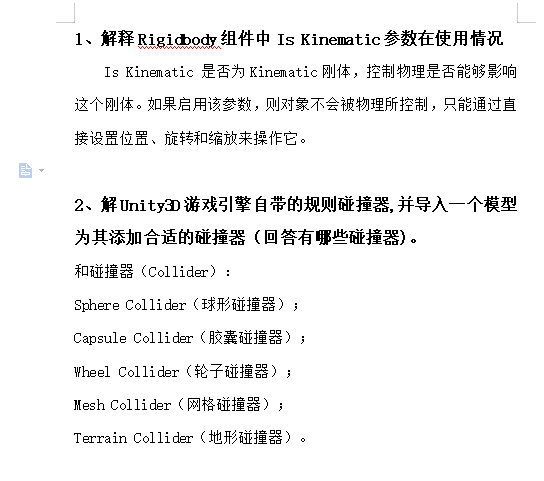 1、解释Rigidbody组件中 Is Kinematic参数在使用情况
Is Kinematic 是否为Kinematic刚体，控制物理是否能够影响
这个刚体。如果启用该参数，则对象不会被物理所控制，只能通过直
接设置位置、旋转和缩放来操作它。
2、解Unity3D游戏引擎自带的规则碰撞器,并导入一个模型
为其添加合适的碰撞器（回答有哪些碰撞器)。
和碰撞器（Collider）：
Sphere Collider（球形碰撞器）；
Capsule Collider（胶囊碰撞器）；
Wheel Collider（轮子碰撞器）；
Mesh Collider（网格碰撞器）；
Terrain Collider（地形碰撞器）。